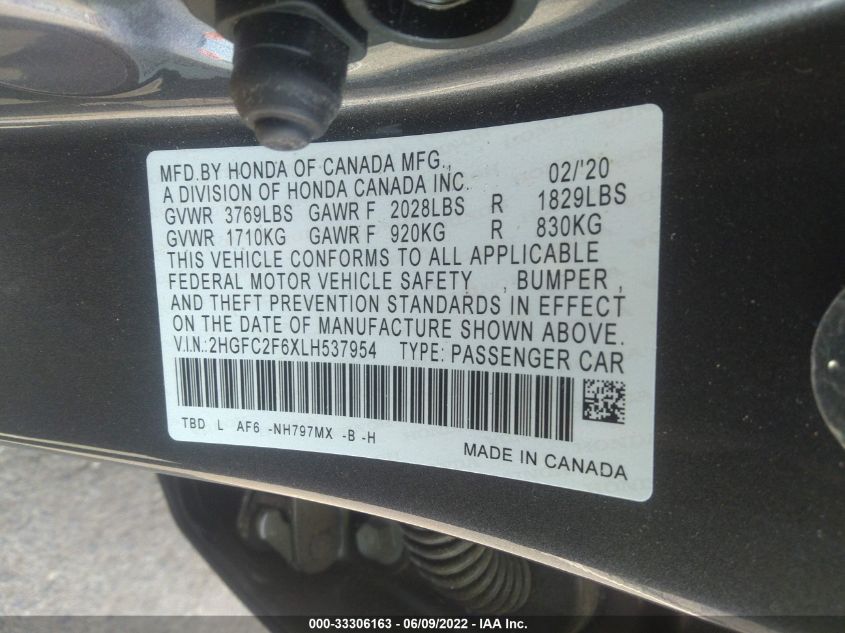 MFD.BY HONDA OF CANADA MFG., 02/'20
A DIVISION OF HONDA CANADA INC.
GVWR 3769LBS GAWR F 2028LBS R 1829LBS
GVWR 1710KG GAWR F 920KG R 830KG
THIS VEHICLE CONFORMS TO ALL APPLICABLE
FEDERAL MOTOR VEHICLE SAFETY , BUMPER ,
AND THEFT PREVENTION STANDARDS IN EFFECT
ON THE DATE OF MANUFACTURE SHOWN ABOVE.
V.I.N.:2HGFC2F6XLH537954 TYPE: PASSENGER CAR
TBD L AF6 -NH797MX -B -H
MADE IN CANADA
000-33306163 - 06/09/2022 - IAA Inc.